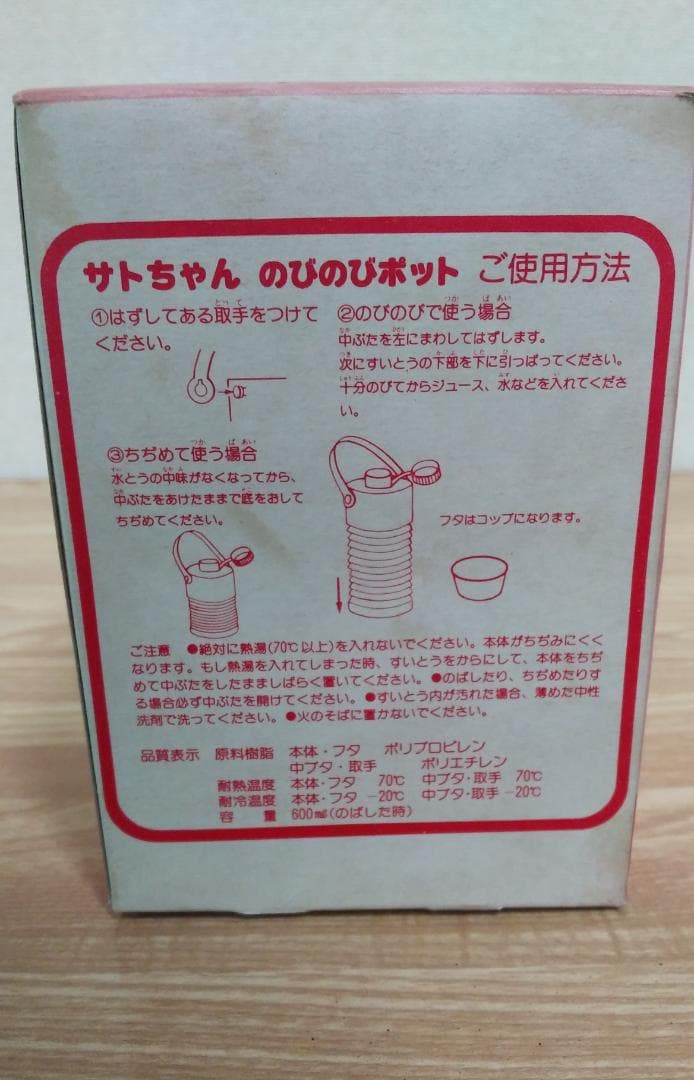 サトちゃん のびのびポット ご使用方法
①はずしてある取手をつけて
ください。
②のびのびで使う場合
中ぶたを左にまわしてはずします。
次にすいとうの下部を下に引っぱってください。
十分のびてからジュース、水などを入れてくださ
い。
③ちぢめて使う場合
水とうの中味がなくなってから、
中ぶたをあけたままで底をおして
ちぢめてください。
フタはコップになります。
ご注意 ●絶対に熱湯(70℃以上)を入れないでください。本体がちぢみにくく
なります。もし熱湯を入れてしまった時、すいとうをからにして、本体をちぢ
めて中ぶたをしたまましばらく置いてください。●のばしたり、ちぢめたりす
る場合必ず中ぶたを開けてください。●すいとう内が汚れた場合、薄めた中性
洗剤で洗ってください。●火のそばに置かないでください。
品質表示 原料樹脂 本体・フタ ポリプロピレン
中ブタ・取手 ポリエチレン
耐熱温度 本体・フタ 70℃ 中ブタ・取手 70℃
耐冷温度 本体・フタ -20℃ 中ブタ・取手 -20℃
容量 600㎖(のばした時)